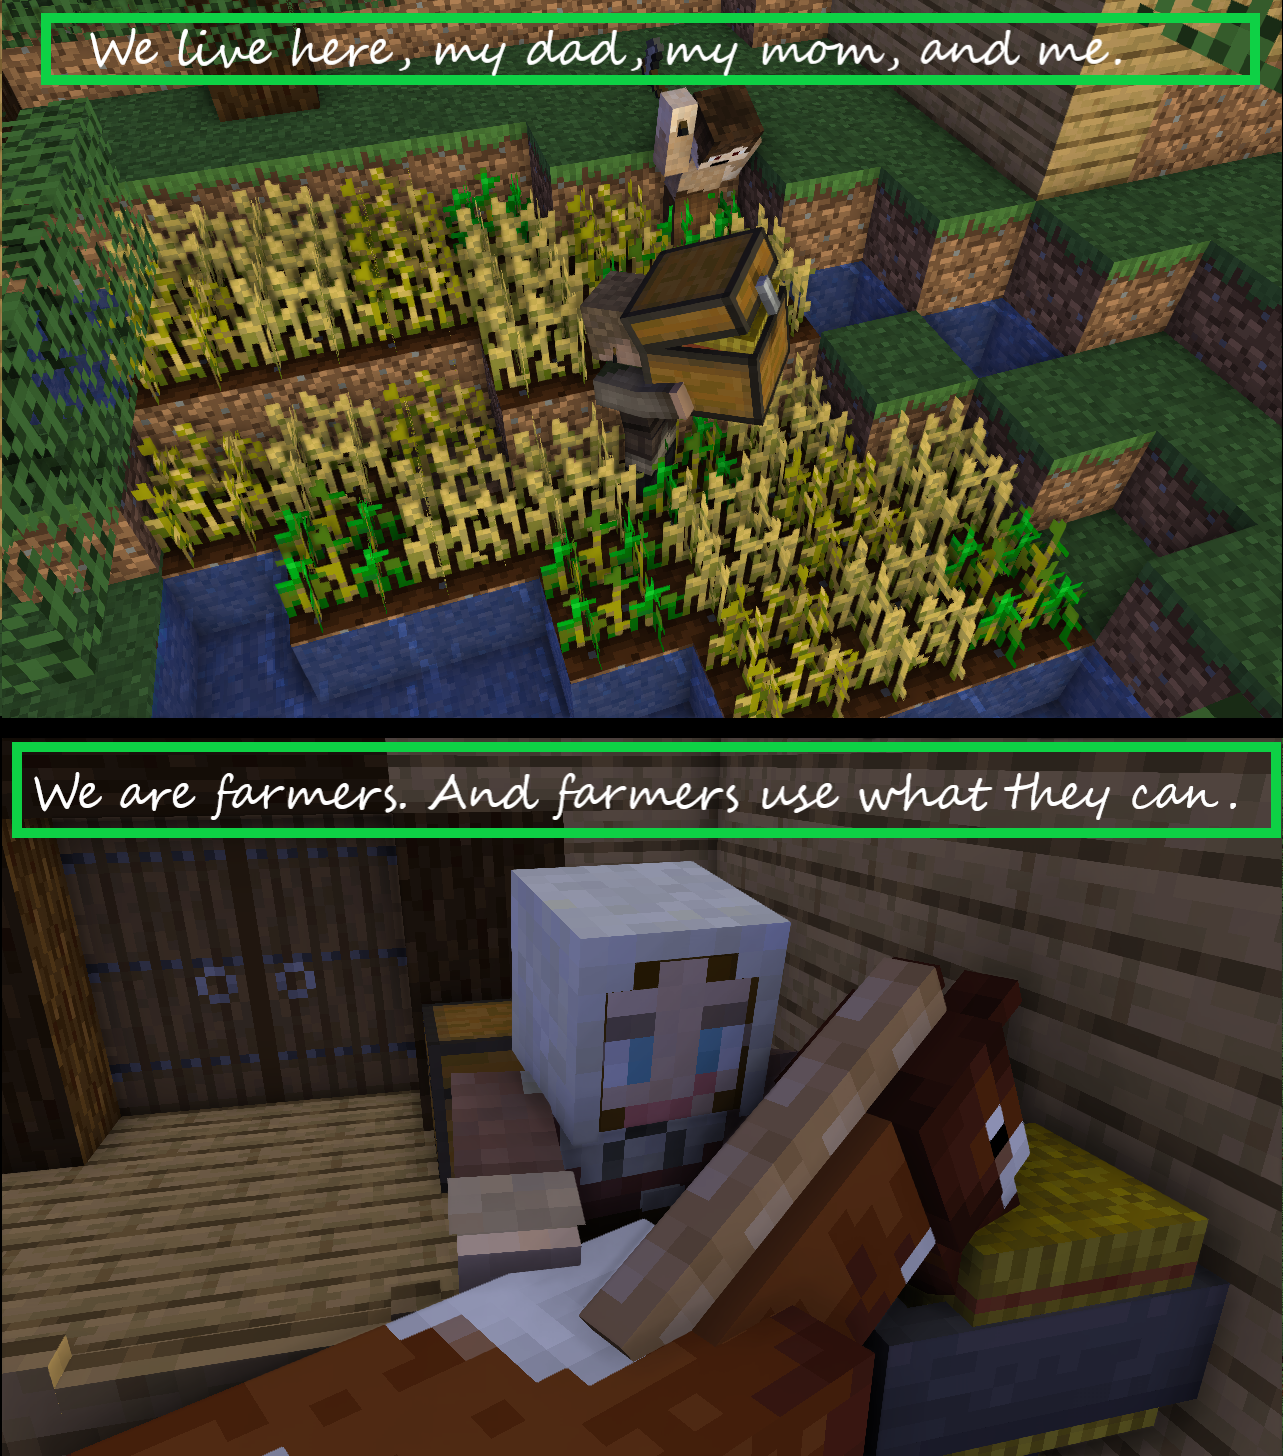 We live here, my dad, my mom, and me.
We are farmers. And farmers use what they can.